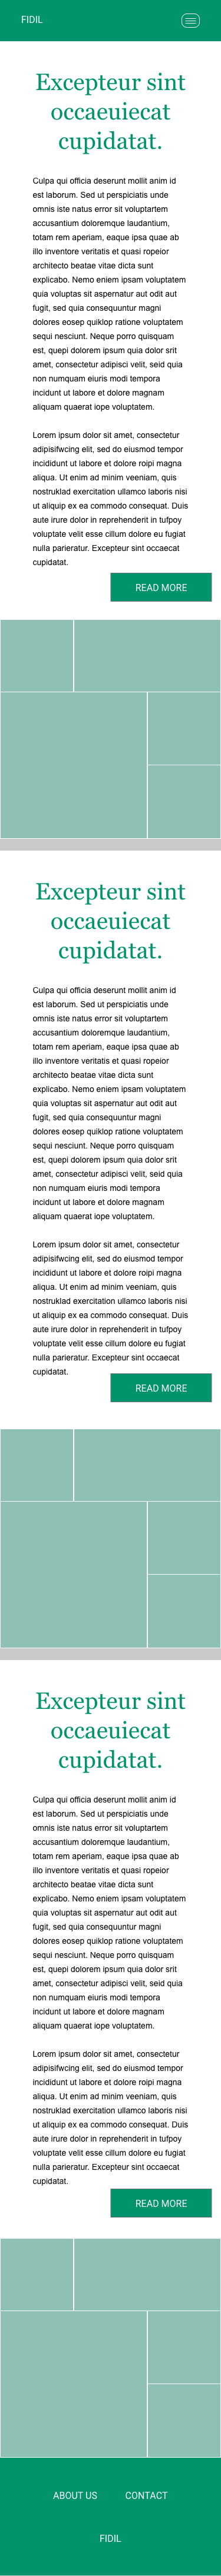 FIDIL
Excepteur sint
occaeuiecat
cupidatat.
Culpa qui officia deserunt mollit anim id
est laborum. Sed ut perspiciatis unde
omnis iste natus error sit voluptartem
accusantium doloremque laudantium,
totam rem aperiam, eaque ipsa quae ab
illo inventore veritatis et quasi ropeior
architecto beatae vitae dicta sunt
explicabo. Nemo eniem ipsam voluptatem
quia voluptas sit aspernatur aut odit aut
fugit, sed quia consequuntur magni
dolores eosep quiklop ratione voluptatem
sequi nesciunt. Neque porro quisquam
est, quepi dolorem ipsum quia dolor srit
amet, consectetur adipisci velit, seid quia
non numquam eiuris modi tempora
incidunt ut labore et dolore magnam
aliquam quaerat iope voluptatem.
Lorem ipsum dolor sit amet, consectetur
adipisifwcing elit, sed do eiusmod tempor
incididunt ut labore et dolore roipi magna
aliqua. Ut enim ad minim veeniam, quis
nostruklad exercitation ullamco laboris nisi
ut aliquip ex ea commodo consequat. Duis
aute irure dolor in reprehenderit in tufpoy
voluptate velit esse cillum dolore eu fugiat
nulla parieratur. Excepteur sint occaecat
cupidatat.
READ MORE
Excepteur sint
occaeuiecat
cupidatat.
Culpa qui officia deserunt mollit anim id
est laborum. Sed ut perspiciatis unde
omnis iste natus error sit voluptartem
accusantium doloremque laudantium,
totam rem aperiam, eaque ipsa quae ab
illo inventore veritatis et quasi ropeior
architecto beatae vitae dicta sunt
explicabo. Nemo eniem ipsam voluptatem
quia voluptas sit aspernatur aut odit aut
fugit, sed quia consequuntur magni
dolores eosep quiklop ratione voluptatem
sequi nesciunt. Neque porro quisquam
est, quepi dolorem ipsum quia dolor srit
amet, consectetur adipisci velit, seid quia
non numquam eiuris modi tempora
incidunt ut labore et dolore magnam
aliquam quaerat iope voluptatem.
Lorem ipsum dolor sit amet, consectetur
adipisifwcing elit, sed do eiusmod tempor
incididunt ut labore et dolore roipi magna
aliqua. Ut enim ad minim veeniam, quis
nostruklad exercitation ullamco laboris nisi
ut aliquip ex ea commodo consequat. Duis
aute irure dolor in reprehenderit in tufpoy
voluptate velit esse cillum dolore eu fugiat
nulla parieratur. Excepteur sint occaecat
cupidatat.
READ MORE
Excepteur sint
occaeuiecat
cupidatat.
Culpa qui officia deserunt mollit anim id
est laborum. Sed ut perspiciatis unde
omnis iste natus error sit voluptartem
accusantium doloremque laudantium,
totam rem aperiam, eaque ipsa quae ab
illo inventore veritatis et quasi ropeior
architecto beatae vitae dicta sunt
explicabo. Nemo eniem ipsam voluptatem
quia voluptas sit aspernatur aut odit aut
fugit, sed quia consequuntur magni
dolores eosep quiklop ratione voluptatem
sequi nesciunt. Neque porro quisquam
est, quepi dolorem ipsum quia dolor srit
amet, consectetur adipisci velit, seid quia
non numquam eiuris modi tempora
incidunt ut labore et dolore magnam
aliquam quaerat iope voluptatem.
Lorem ipsum dolor sit amet, consectetur
adipisifwcing elit, sed do eiusmod tempor
incididunt ut labore et dolore roipi magna
aliqua. Ut enim ad minim veeniam, quis
nostruklad exercitation ullamco laboris nisi
ut aliquip ex ea commodo consequat. Duis
aute irure dolor in reprehenderit in tufpoy
voluptate velit esse cillum dolore eu fugiat
nulla parieratur. Excepteur sint occaecat
cupidatat.
READ MORE
ABOUT US CONTACT
FIDIL